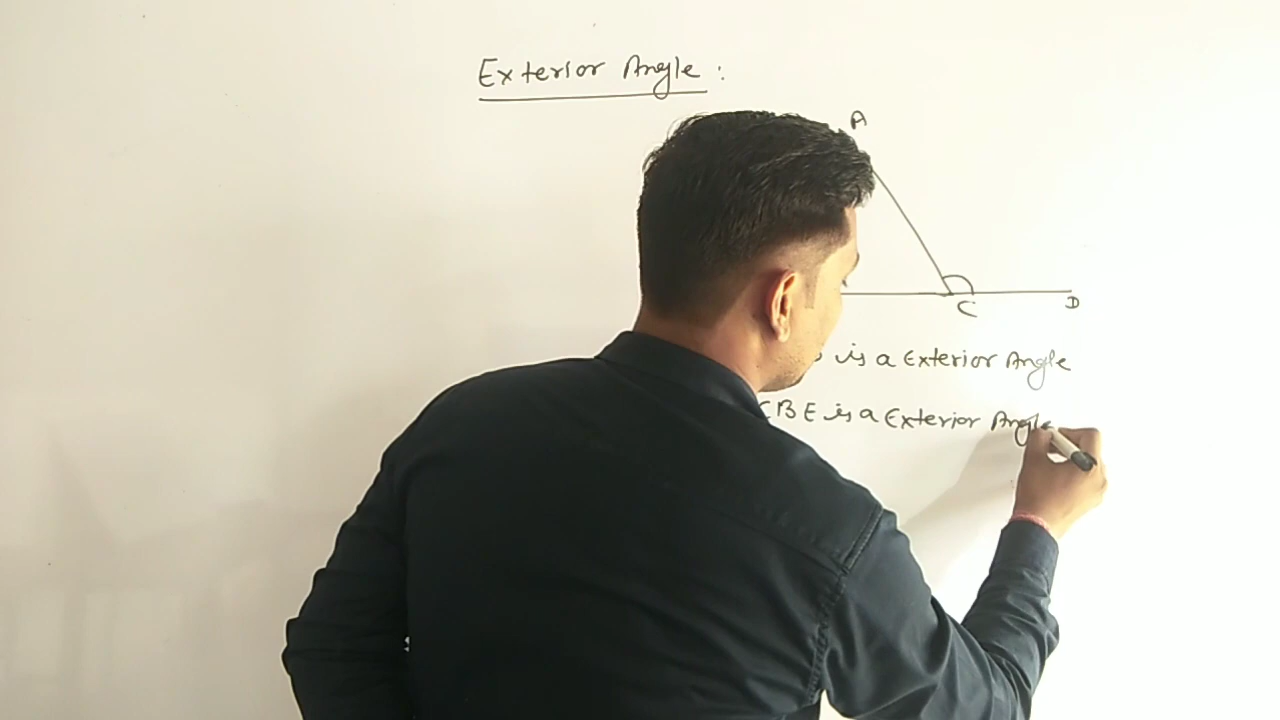 Exterior Angle :
A
C
D
is a Exterior Angle
CBE is a Exterior Angle